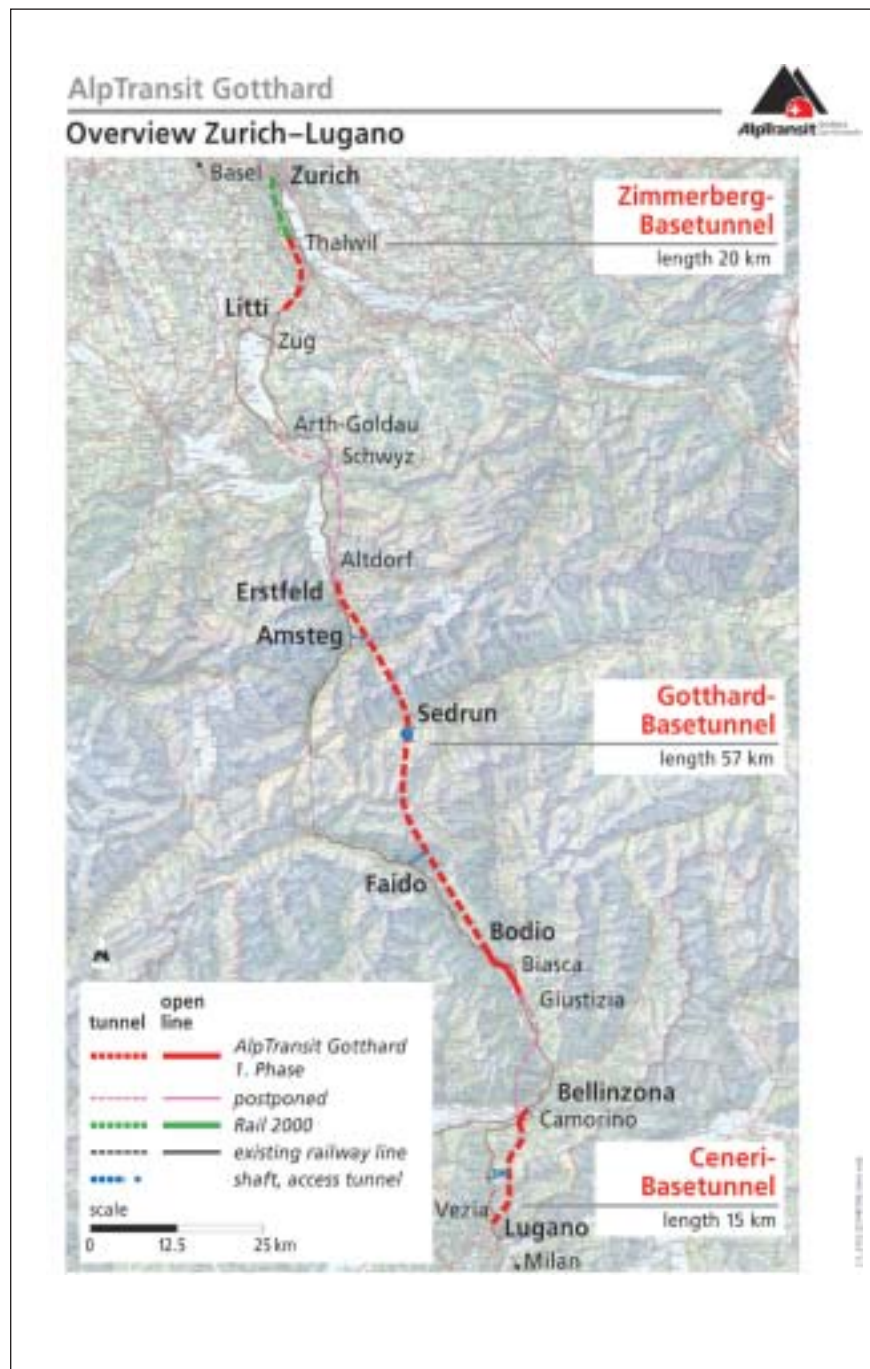 AlpTransit Gotthard
AlpTransit
Overview Zurich–Lugano
Basel
Zurich
Zimmerberg-
Basetunnel
length 20 km
Thalwil
Litti
Zug
Arth-Goldau
Schwyz
Altdorf
Erstfeld
Amsteg
Sedrun
Gotthard-
Basetunnel
length 57 km
Faido
Bodio
Biasca
Giustizia
tunnel
open
line
AlpTransit Gotthard
1. Phase
postponed
Rail 2000
existing railway line
shaft, access tunnel
scale
0 12.5 25 km
Bellinzona
Camorino
Ceneri-
Basetunnel
length 15 km
Vezia
Lugano
Milan